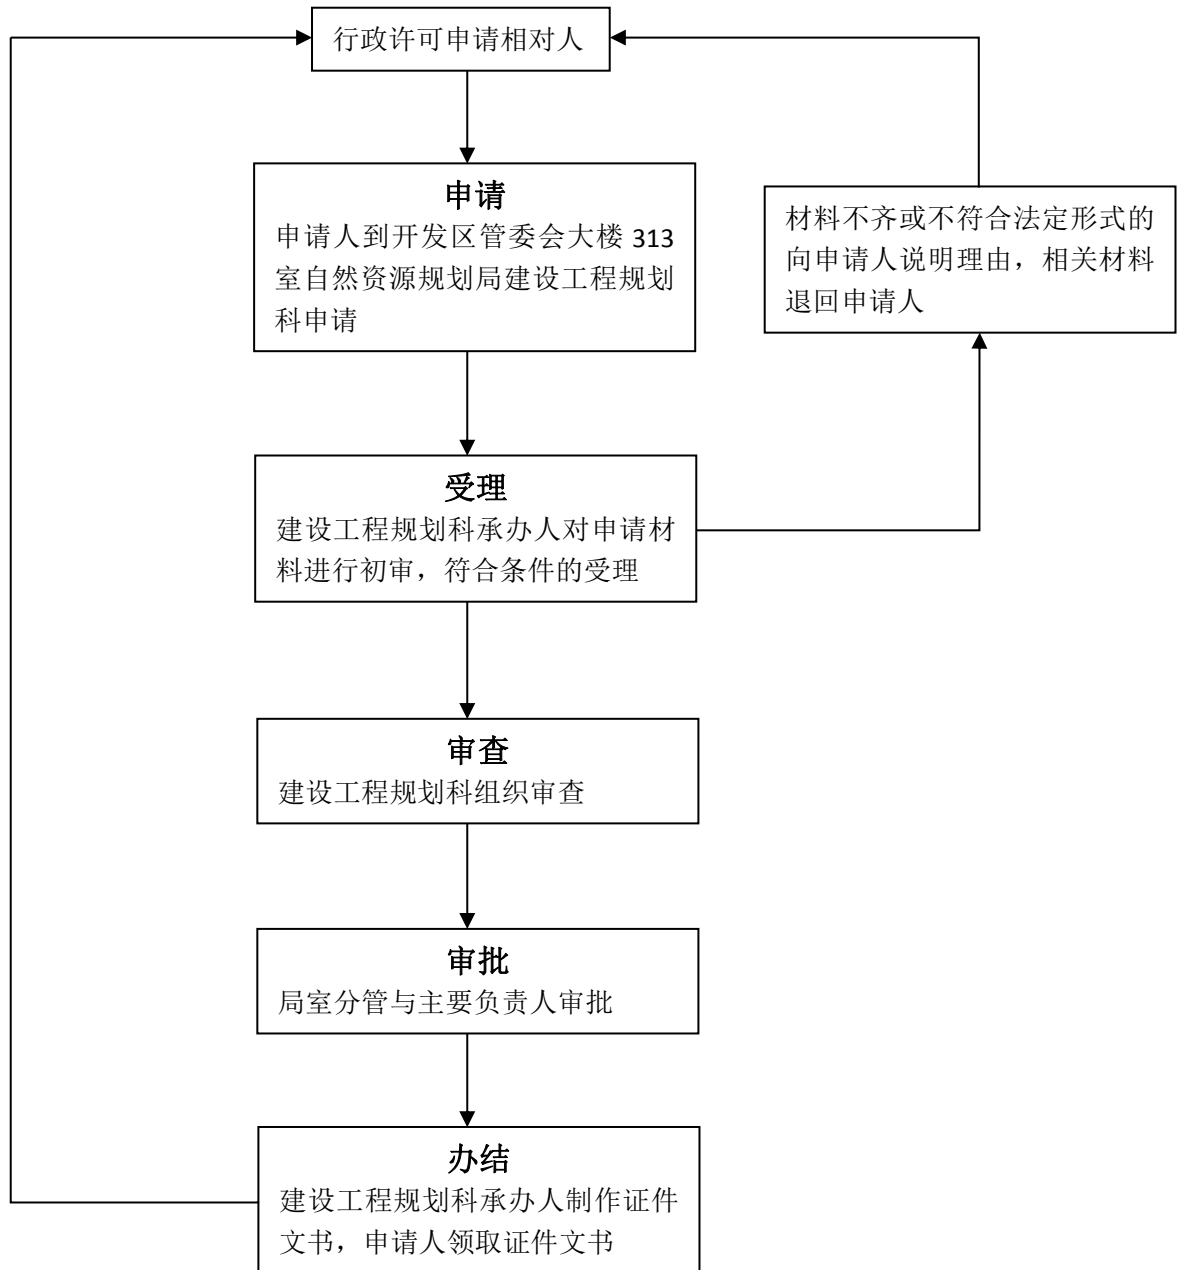 行政许可申请相对人
申请
申请人到开发区管委会大楼 313
室自然资源规划局建设工程规划
科申请
材料不齐或不符合法定形式的
向申请人说明理由，相关材料
退回申请人
受理
建设工程规划科承办人对申请材
料进行初审，符合条件的受理
审查
建设工程规划科组织审查
审批
局室分管与主要负责人审批
办结
建设工程规划科承办人制作证件
文书，申请人领取证件文书